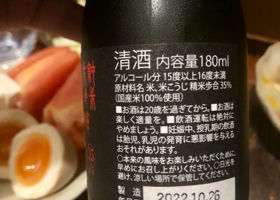 清酒 内容量180ml
アルコール分 15度以上16度未満
原材料名 米、米こうじ 精米歩合 35%
(国産米100%使用)
■お酒は20歳を過ぎてから。■お酒は
楽しく適量を。■飲酒運転は絶対に
やめましょう。■妊娠中、授乳期の飲酒
は胎児、乳児の発育に悪影響を与える
おそれがあります。
○本来の風味をお楽しみいただくために、
お早めにお召し上がりください。○日光を
避け、涼しい場所で保管してください。
製造
年月 2022.10.26